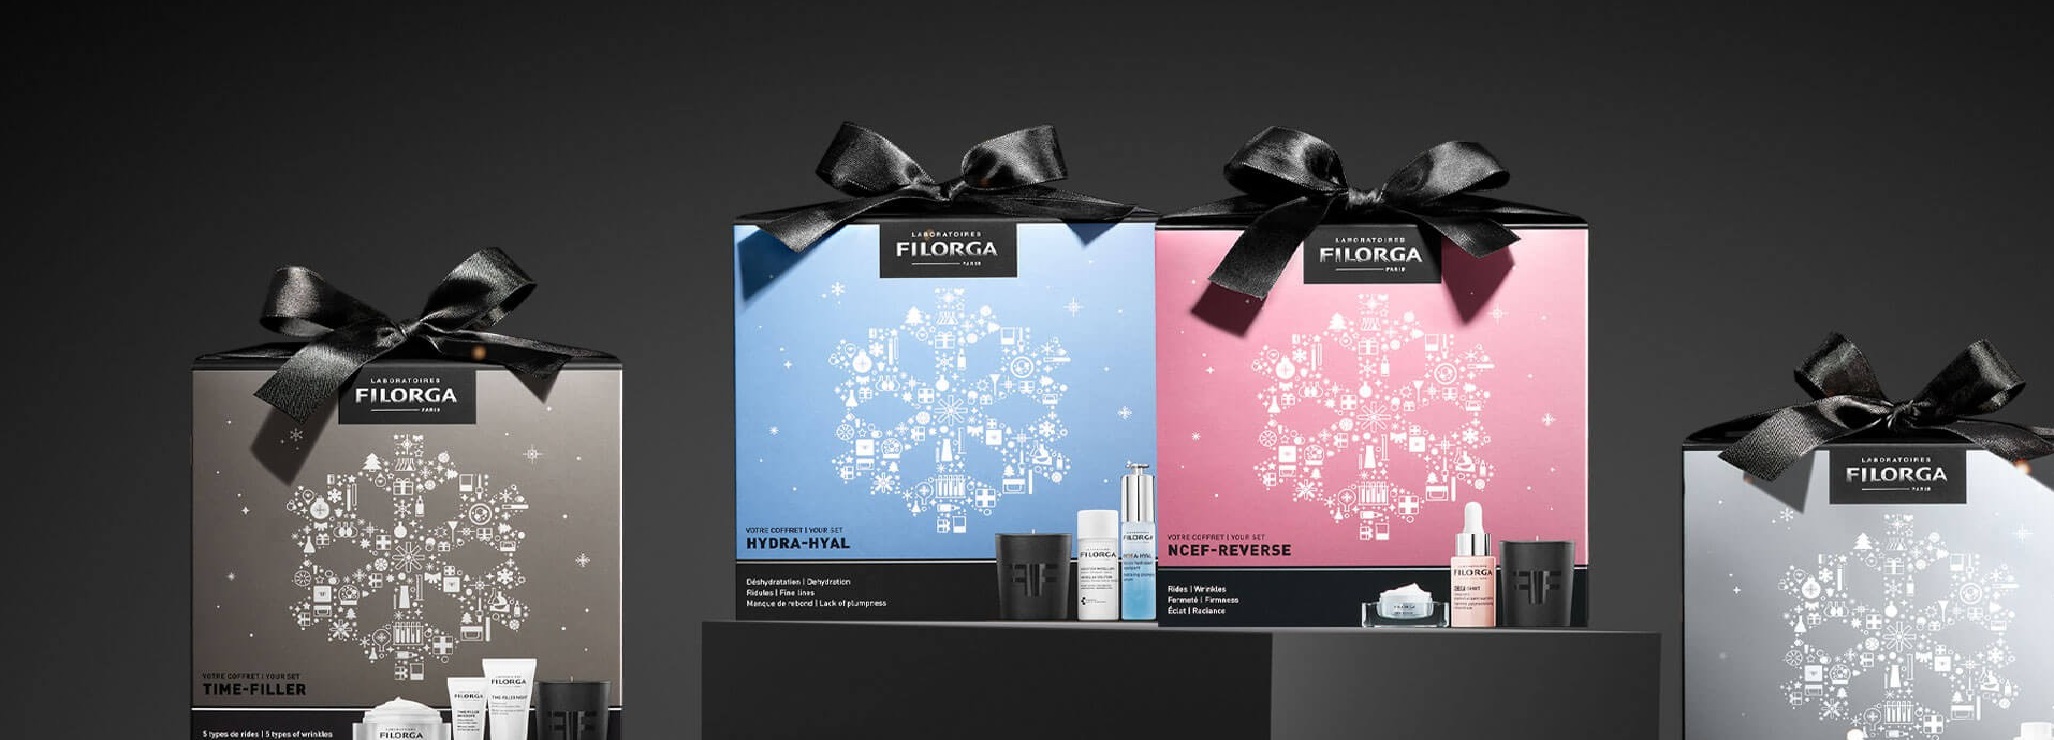 LABORATOIRES
FILORGA
PARIS
VOTRE COFFRET | YOUR SET
TIME-FILLER
5 types de rides | 5 types of wrinkles
FILORGA
FILORGA
FILORGA
LABORATOIRES
FILORGA
PARIS
VOTRE COFFRET | YOUR SET
HYDRA-HYAL
Déshydratation | Dehydration
Ridules | Fine lines
Manque de rebond | Lack of plumpness
FILORGA
FILORGA
LABORATOIRES
FILORGA
PARIS
VOTRE COFFRET | YOUR SET
NCEF-REVERSE
Rides | Wrinkles
Fermeté | Firmness
Éclat | Radiance
FILORGA
LABORATOIRES
FILORGA
PARIS